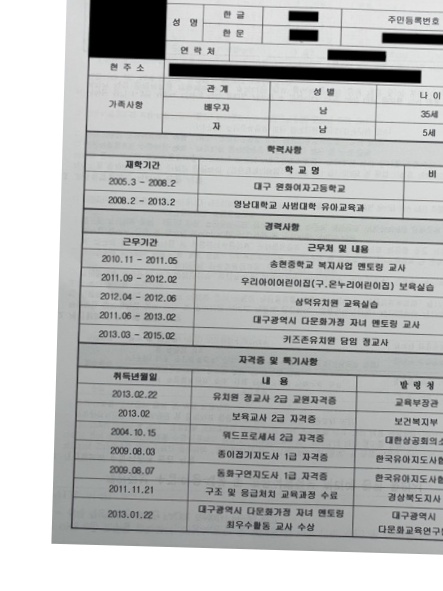 성 명 한 글 주민등록번호
한 문
연 락 처
현 주 소
가족사항 관 계 성 별 나 이
배우자 남 35세
자 남 5세
학력사항
재학기간 학 교 명 비
2005.3 - 2008.2 대구 원화여자고등학교
2008.2 - 2013.2 영남대학교 사범대학 유아교육과
경력사항
근무기간 근무처 및 내용
2010.11 - 2011.05 송현중학교 복지사업 멘토링 교사
2011.09 - 2012.02 우리아이어린이집(구.온누리어린이집) 보육실습
2012.04 - 2012.06 삼덕유치원 교육실습
2011.06 - 2013.02 대구광역시 다문화가정 자녀 멘토링 교사
2013.03 - 2015.02 키즈존유치원 담임 정교사
자격증 및 특기사항
취득년월일 내 용 발 령 청
2013.02.22 유치원 정교사 2급 교원자격증 교육부장관
2013.02 보육교사 2급 자격증 보건복지부
2004.10.15 워드프로세서 2급 자격증 대한상공회의소
2009.08.03 종이접기지도사 1급 자격증 한국유아지도사협
2009.08.07 동화구연지도사 1급 자격증 한국유아지도사협
2011.11.21 구조 및 응급처치 교육과정 수료 경상북도지사
2013.01.22 대구광역시 다문화가정 자녀 멘토링 대구광역시
최우수활동 교사 수상 다문화교육연구